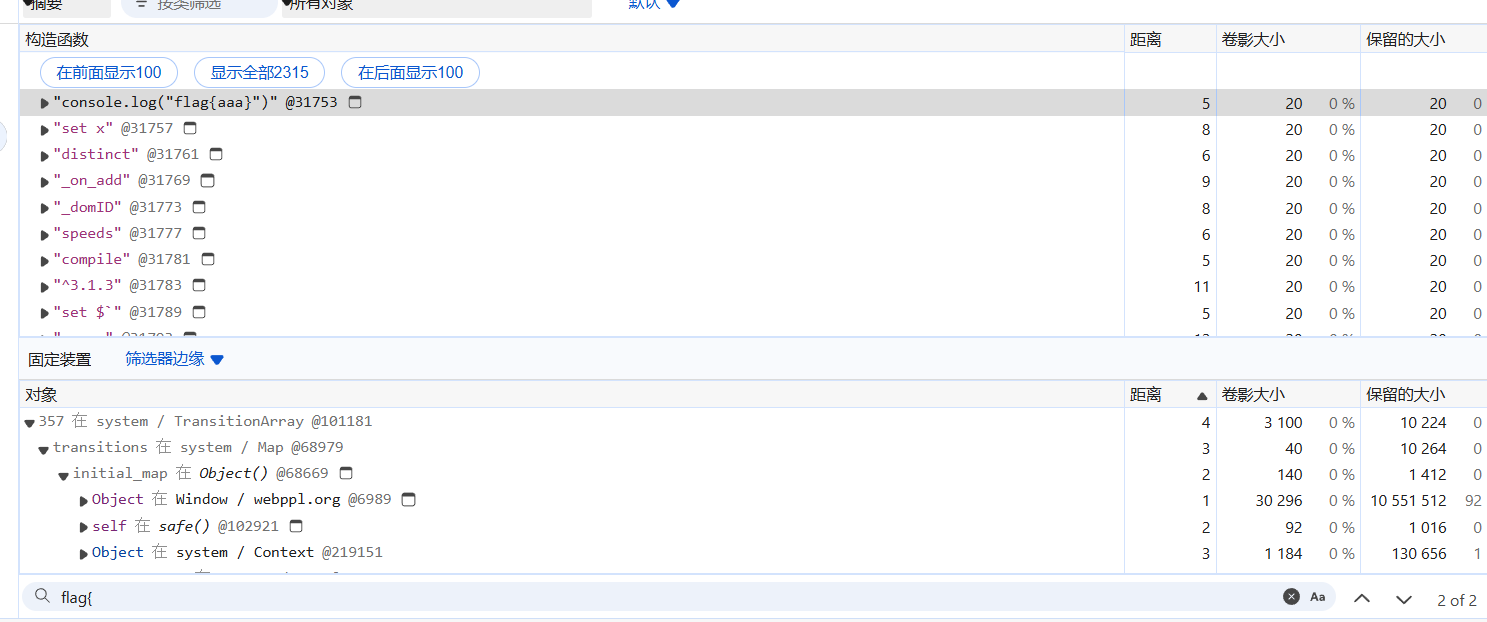 摘要 按类筛选 所有对象 默认
构造函数 距离 卷影大小 保留的大小
在前面显示100 显示全部2315 在后面显示100
"console.log("flag{aaa}")" @31753 5 20 0 % 20 0
"set x" @31757 8 20 0 % 20 0
"distinct" @31761 6 20 0 % 20 0
"_on_add" @31769 9 20 0 % 20 0
"_domID" @31773 8 20 0 % 20 0
"speeds" @31777 6 20 0 % 20 0
"compile" @31781 5 20 0 % 20 0
"^3.1.3" @31783 11 20 0 % 20 0
"set $`" @31789 5 20 0 % 20 0
固定装置 筛选器边缘
对象 距离 卷影大小 保留的大小
357 在 system / TransitionArray @101181 4 3 100 0 % 10 224 0
transitions 在 system / Map @68979 3 40 0 % 10 264 0
initial_map 在 Object() @68669 2 140 0 % 1 412 0
Object 在 Window / webppl.org @6989 1 30 296 0 % 10 551 512 92
self 在 safe() @102921 2 92 0 % 1 016 0
Object 在 system / Context @219151 3 1 184 0 % 130 656 1
flag{ Aa 2 of 2